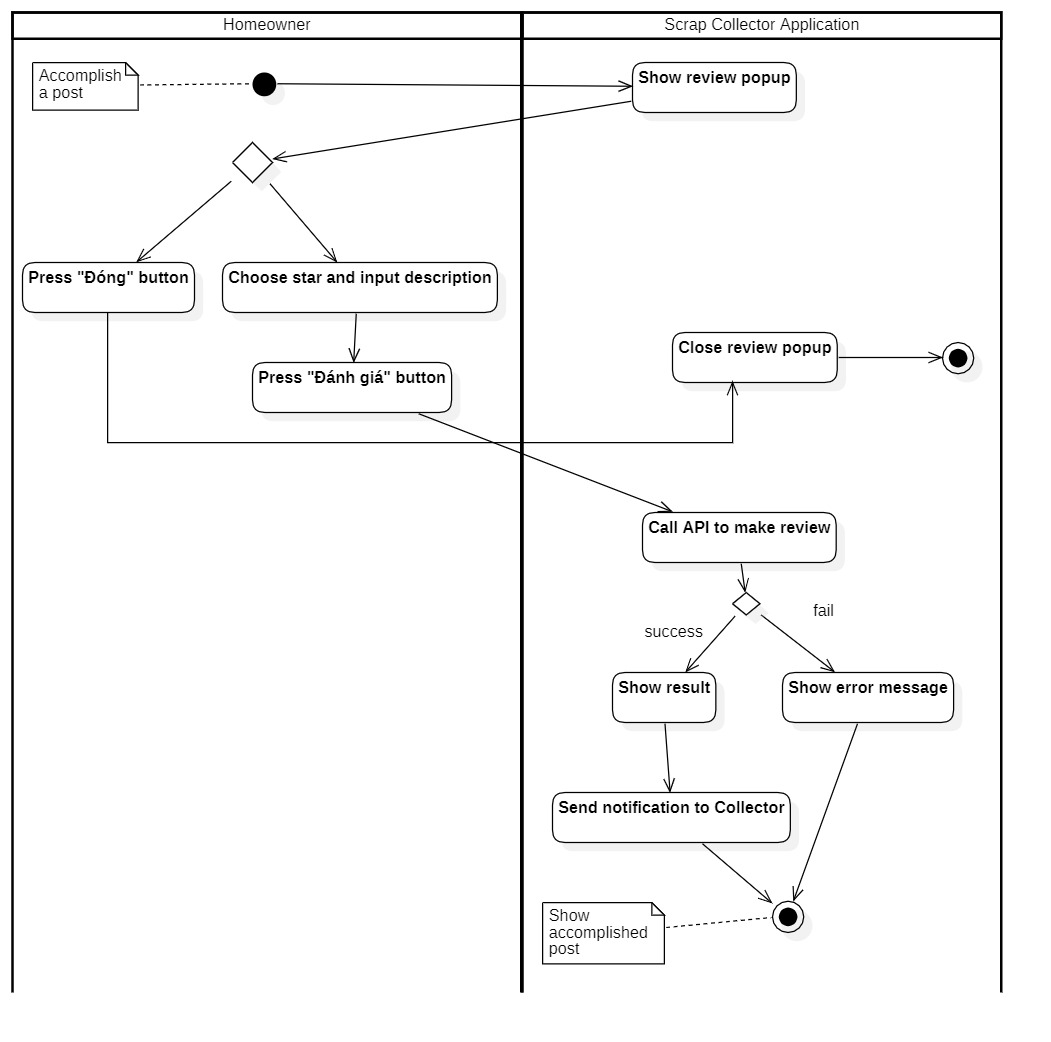 Homeowner
Scrap Collector Application
Accomplish
a post
Show review popup
Press "Đóng" button
Choose star and input description
Close review popup
Press "Đánh giá" button
Call API to make review
fail
success
Show result
Show error message
Send notification to Collector
Show
accomplished
post